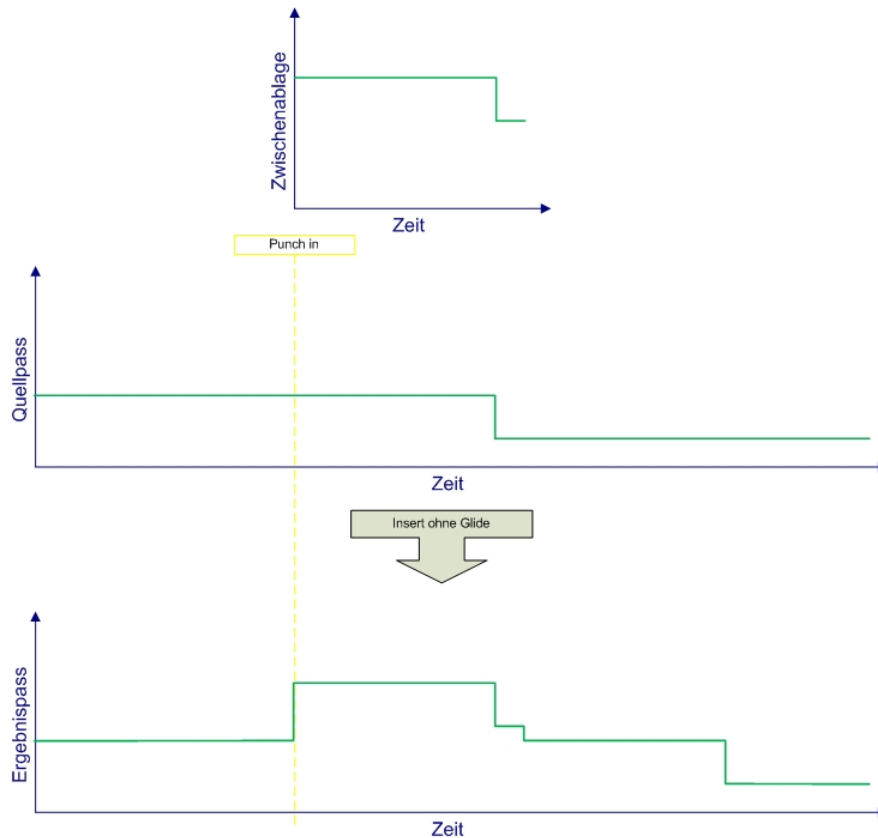 Zwischenablage
Zeit
Punch in
Quellpass
Zeit
Insert ohne Glide
Ergebnispass
Zeit